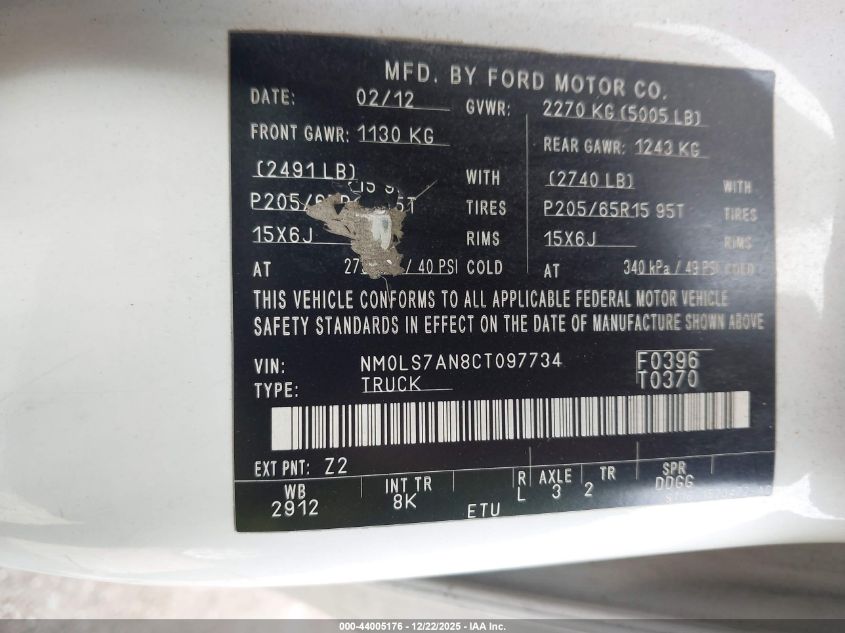 MFD. BY FORD MOTOR CO.
DATE: 02/12 GVWR: 2270 KG (5005 LB)
FRONT GAWR: 1130 KG REAR GAWR: 1243 KG
(2491 LB) WITH (2740 LB) WITH
P205/ 5T TIRES P205/65R15 95T TIRES
15X6J RIMS 15X6J RIMS
AT / 40 PSI COLD AT 340 kPa / 49 PSI COLD
THIS VEHICLE CONFORMS TO ALL APPLICABLE FEDERAL MOTOR VEHICLE
SAFETY STANDARDS IN EFFECT ON THE DATE OF MANUFACTURE SHOWN ABOVE
VIN: NM0LS7AN8CT097734 F0396
TYPE: TRUCK T0370
EXT PNT: Z2
WB INT TR R AXLE TR SPR
2912 8K L 3 2 DDGG
ETU
000-44005176 - 12/22/2025 - IAA Inc.